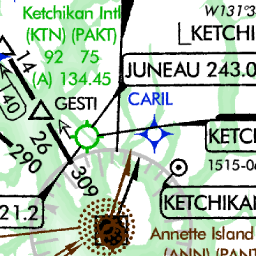 Ketchikan Intl
(KTN) (PAKT)
92 75
(A) 134.45
W131°3
KETCHI
JUNEAU 243.0
14
140
GESTI
CARIL
26
290
309
KETC
1515-0
KETCHIKAN
21.2
Annette Island
(ANN) (PANT